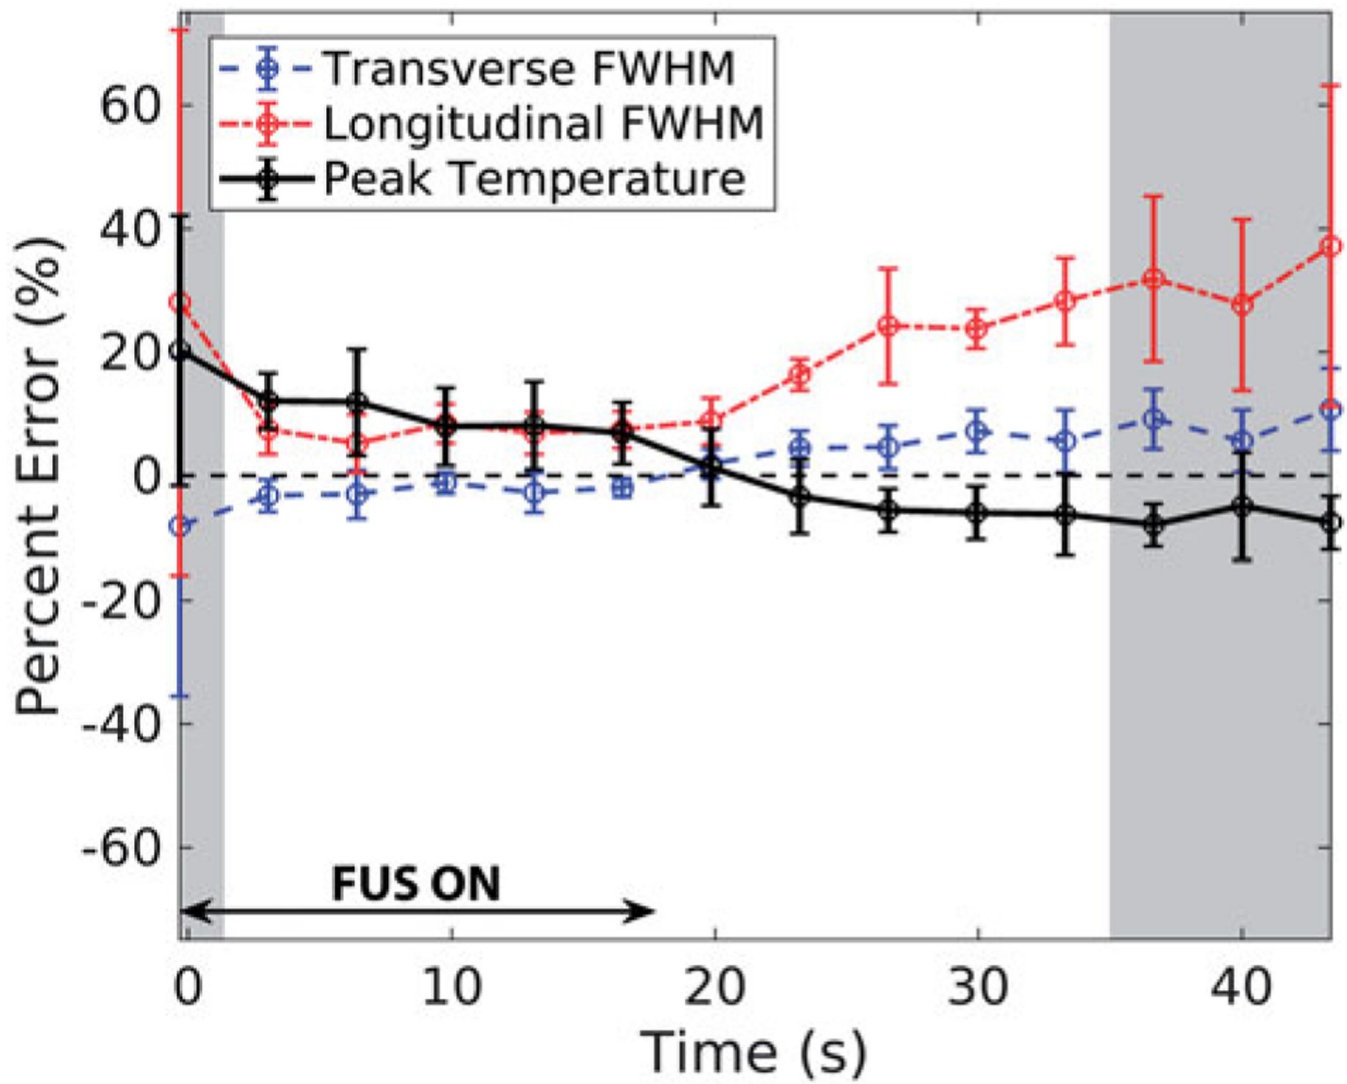 Transverse FWHM
Longitudinal FWHM
Peak Temperature
Percent Error (%)
60
40
20
0
-20
-40
-60
FUS ON
0 10 20 30 40
Time (s)